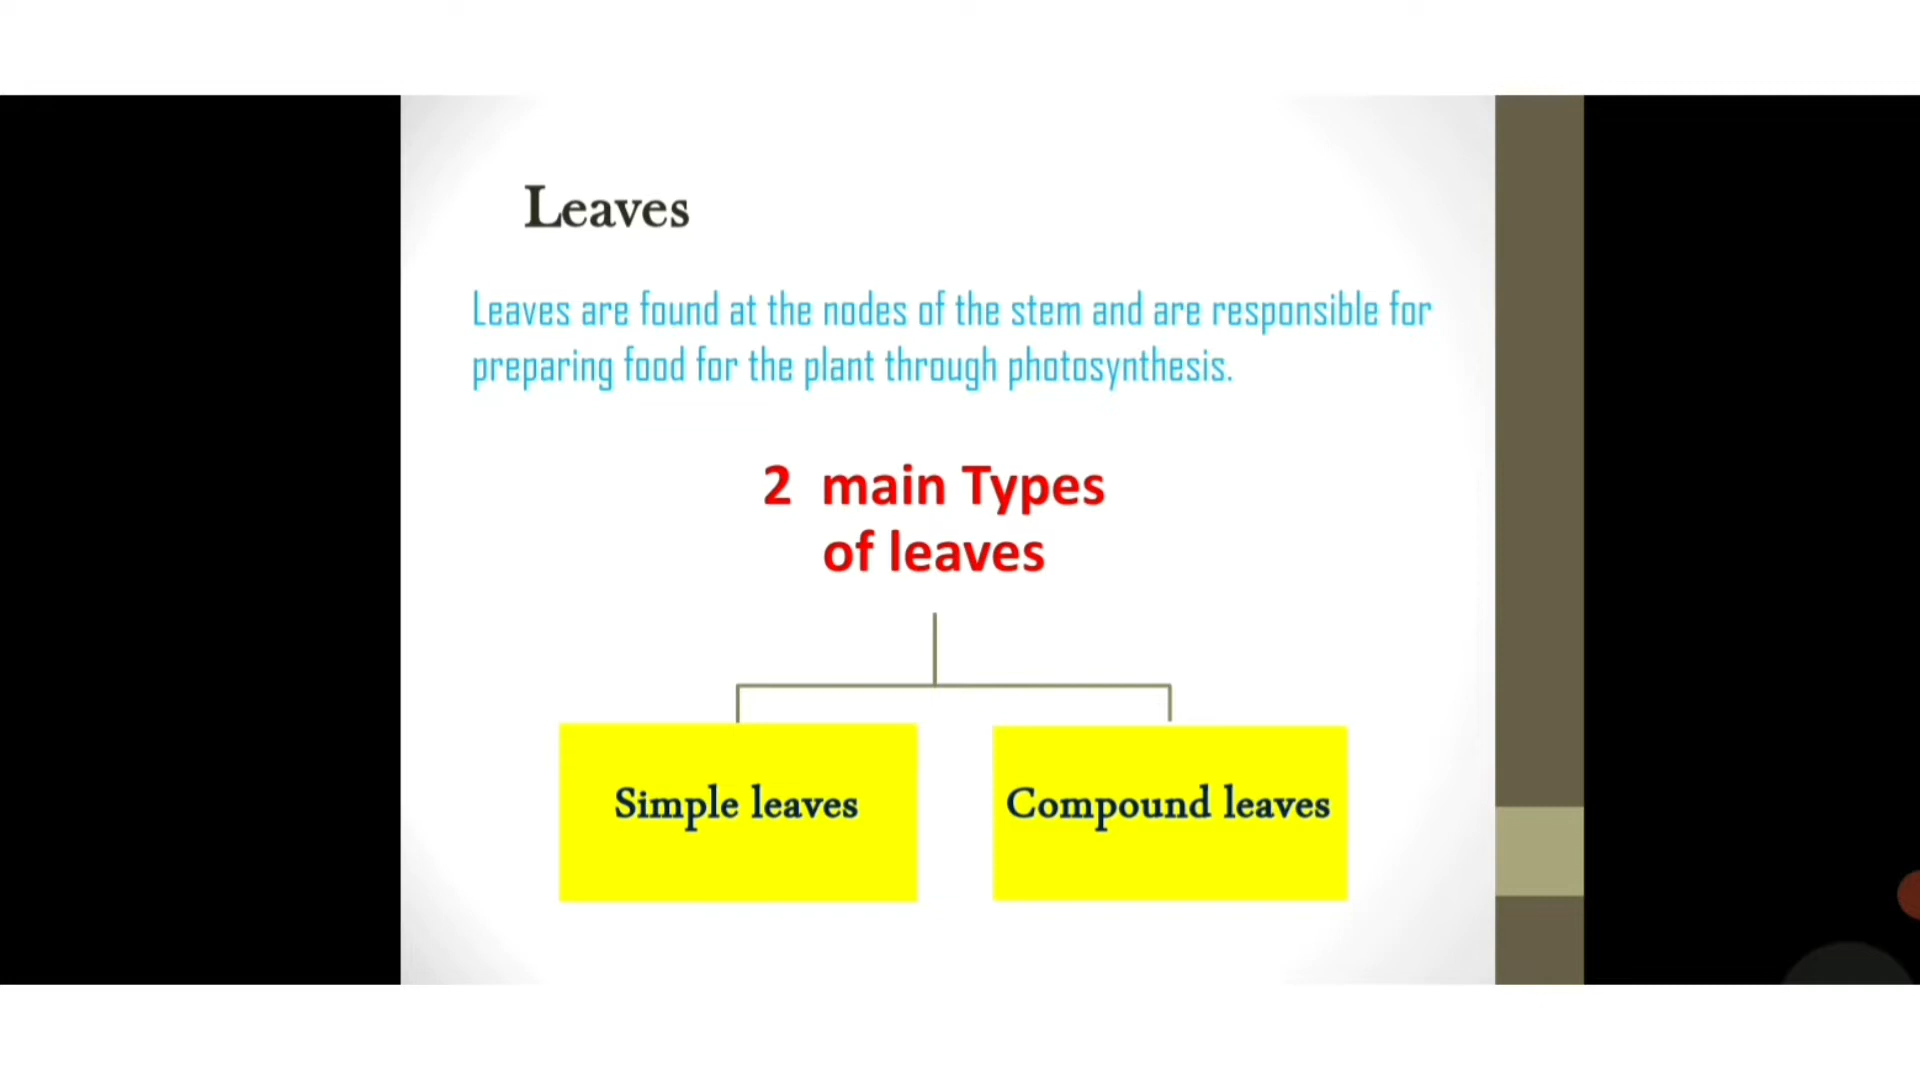 Leaves
Leaves are found at the nodes of the stem and are responsible for
preparing food for the plant through photosynthesis.
2 main Types
of leaves
Simple leaves
Compound leaves